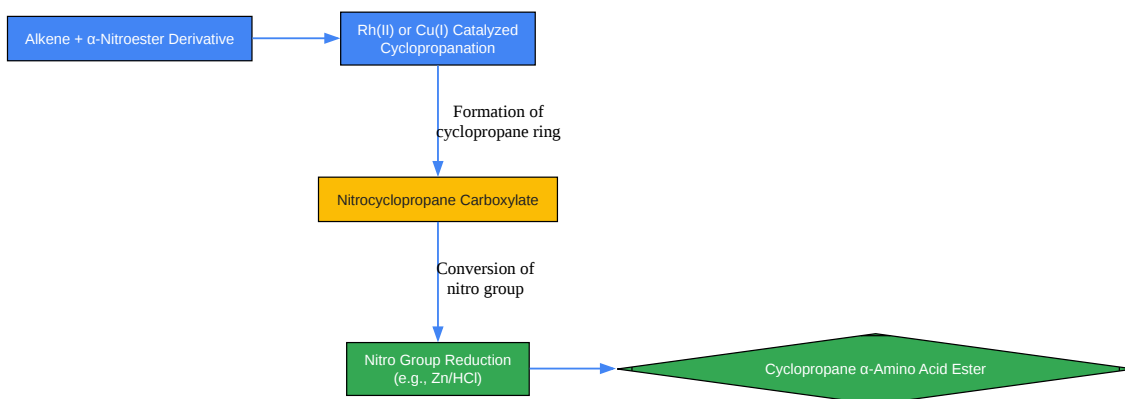 Alkene + α-Nitroester Derivative
Rh(II) or Cu(I) Catalyzed
Cyclopropanation
Formation of
cyclopropane ring
Nitrocyclopropane Carboxylate
Conversion of
nitro group
Nitro Group Reduction
(e.g., Zn/HCl)
Cyclopropane α-Amino Acid Ester